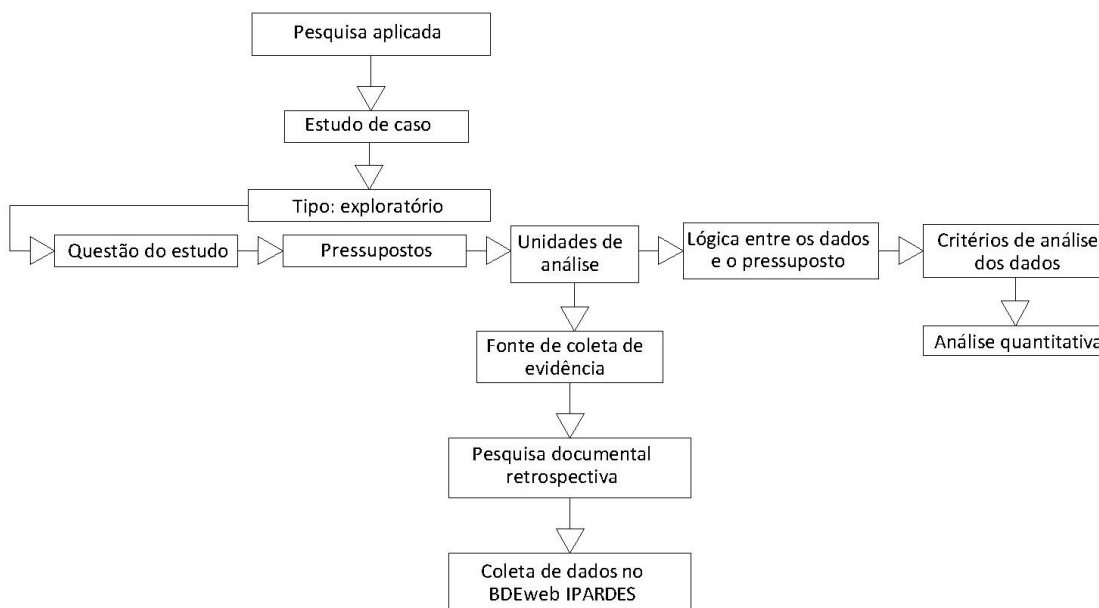 Pesquisa aplicada
Estudo de caso
Tipo: exploratório
Questão do estudo
Pressupostos
Unidades de
análise
Lógica entre os dados
e o pressuposto
Critérios de análise
dos dados
Análise quantitativa
Fonte de coleta de
evidência
Pesquisa documental
retrospectiva
Coleta de dados no
BDEweb IPARDES